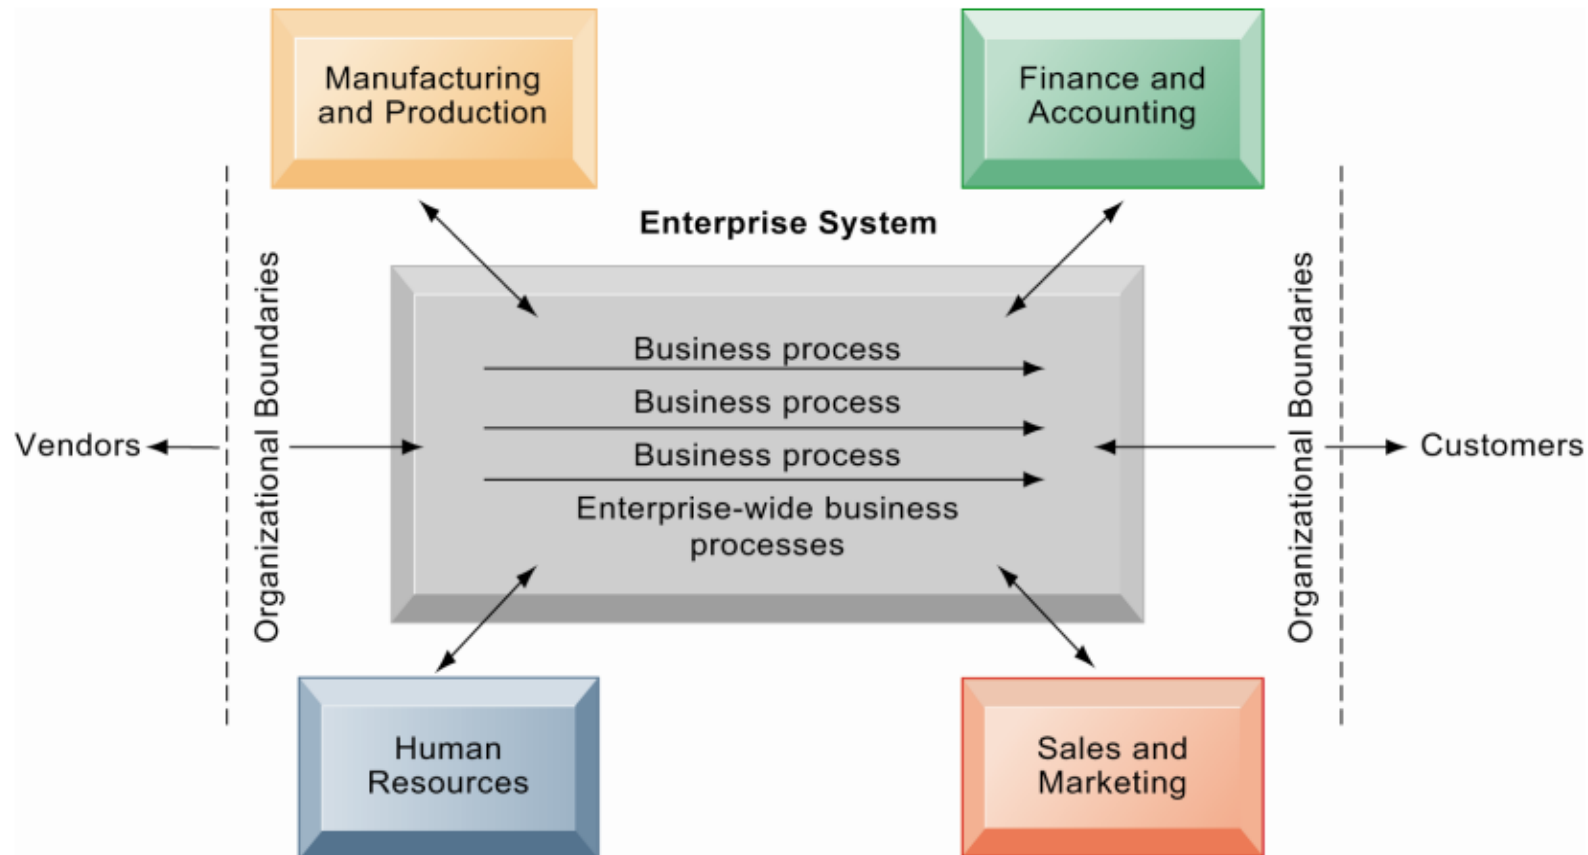 Manufacturing
and Production
Finance and
Accounting
Enterprise System
Organizational Boundaries
Organizational Boundaries
Business process
Business process
Business process
Vendors
Customers
Enterprise-wide business
processes
Human
Resources
Sales and
Marketing